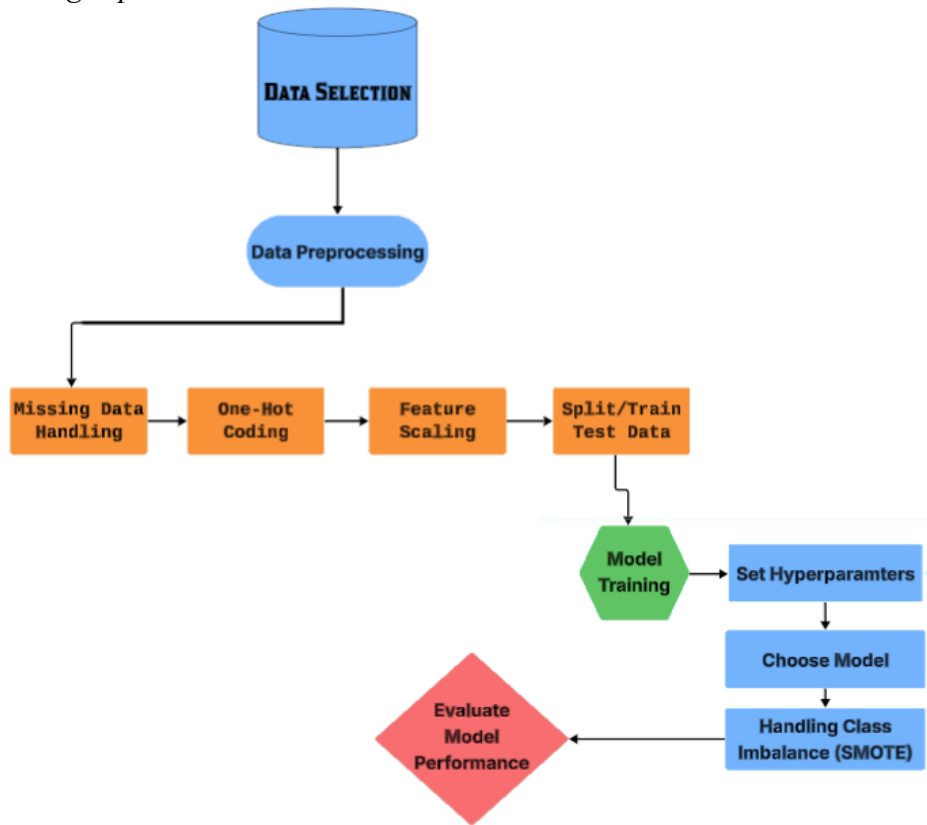 DATA SELECTION
Data Preprocessing
Missing Data
Handling
One-Hot
Coding
Feature
Scaling
Split/Train
Test Data
Model
Training
Set Hyperparamters
Choose Model
Handling Class
Imbalance (SMOTE)
Evaluate
Model
Performance